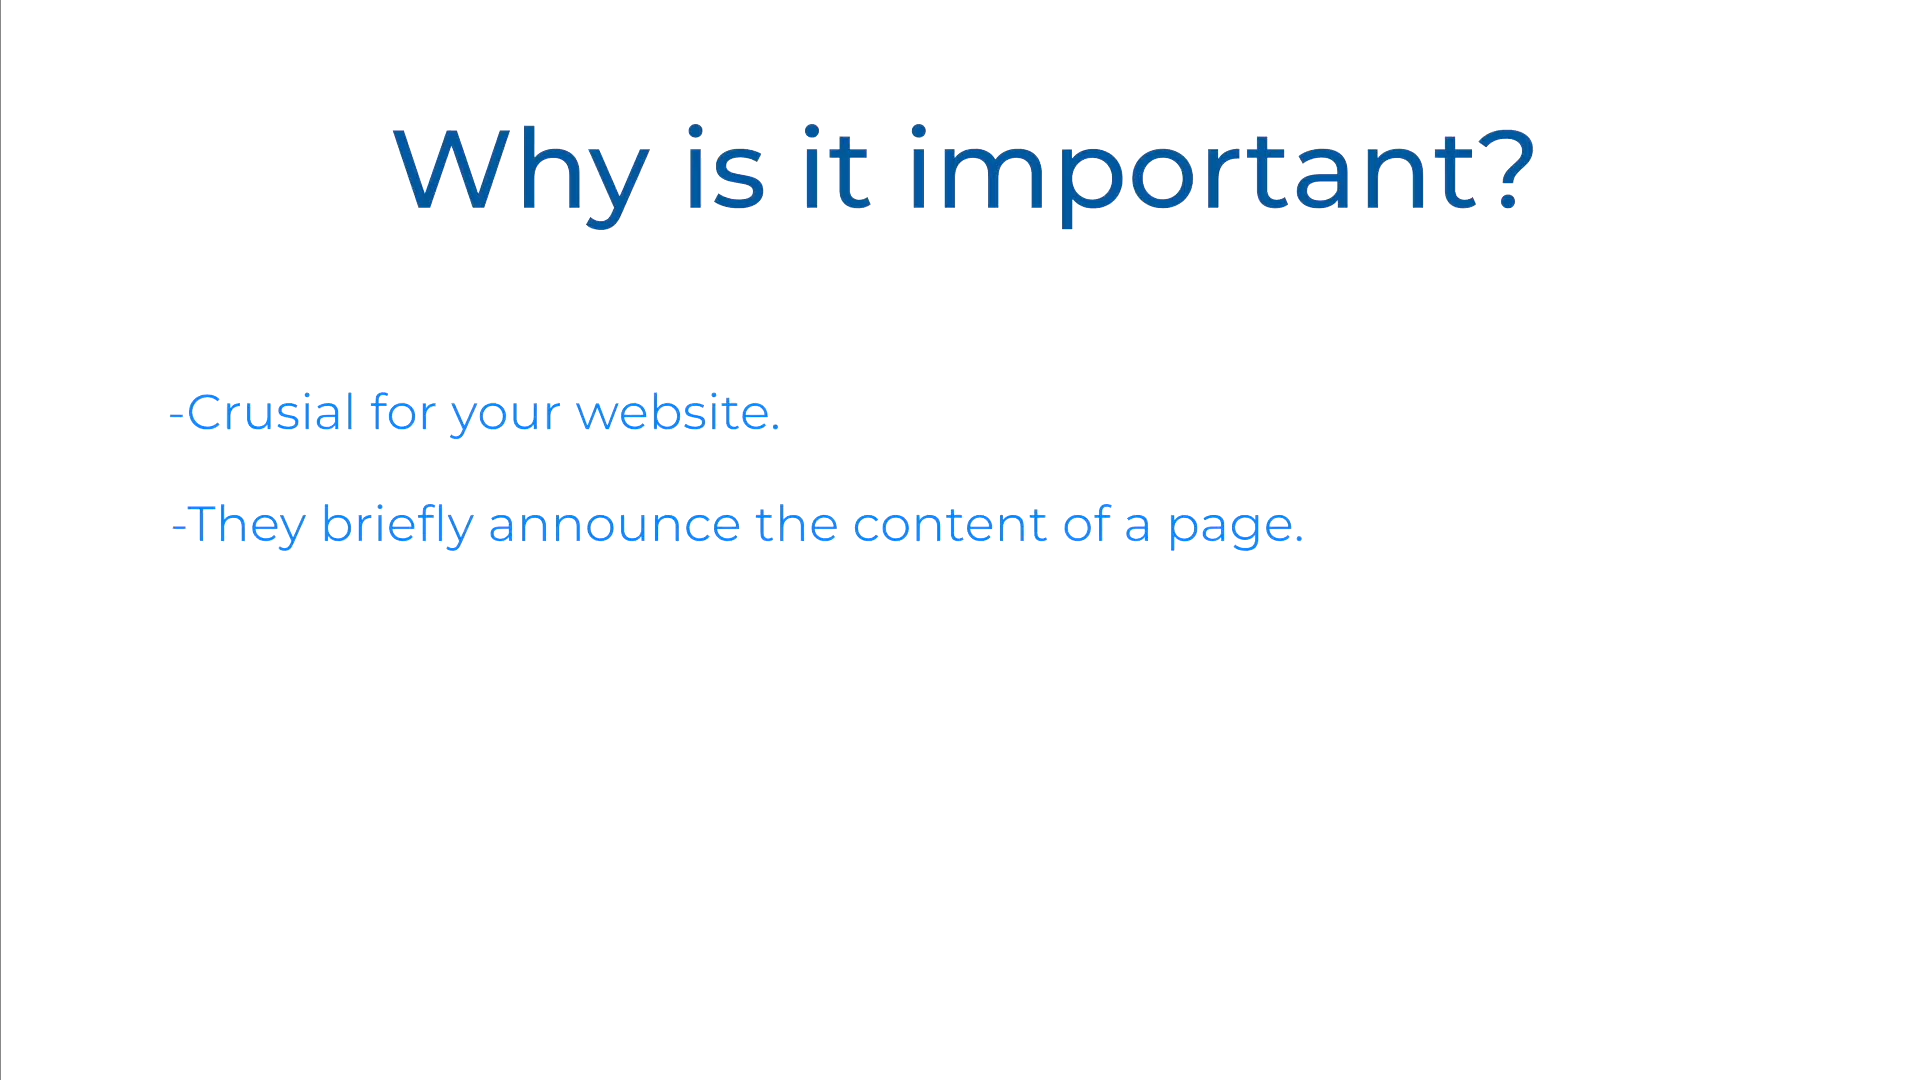 Why is it important?
-Crusial for your website.
-They briefly announce the content of a page.